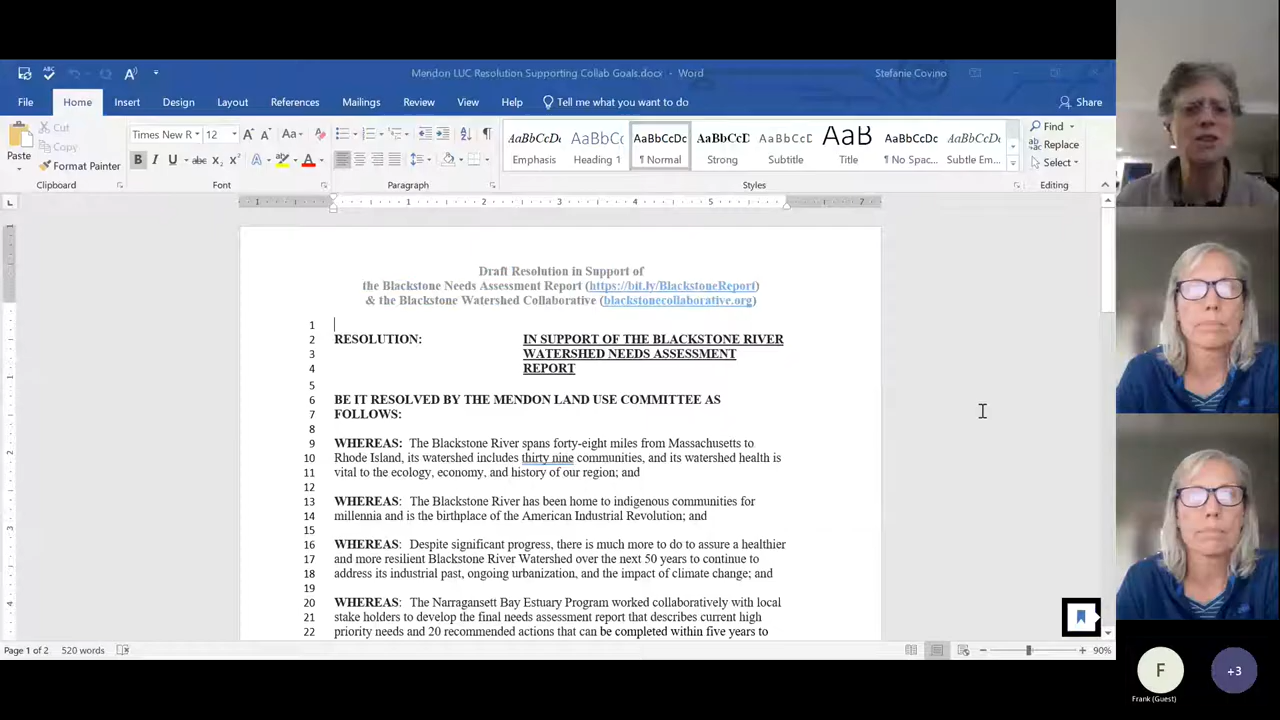 Mendon LUC Resolution Supporting Collab Goals.docx - Word
Stefanie Covino
File Home Insert Design Layout References Mailings Review View Help Tell me what you want to do Share
Paste
Cut
Copy
Format Painter
Times New R 12
AaBbCcDc AaBbCc AaBbCcDc AaBbCcD AaBbCcDc AaB AaBbCcDc AaBbCcDc
Emphasis Heading 1 ¶ Normal Strong Subtitle Title ¶ No Spac... Subtle Em...
Find
Replace
Select
Clipboard Font Paragraph Styles Editing
1 1 2 3 4 5 6 7
Draft Resolution in Support of
the Blackstone Needs Assessment Report (https://bit.ly/BlackstoneReport)
& the Blackstone Watershed Collaborative (blackstonecollaborative.org)
1
2 RESOLUTION: IN SUPPORT OF THE BLACKSTONE RIVER
3 WATERSHED NEEDS ASSESSMENT
4 REPORT
5
6 BE IT RESOLVED BY THE MENDON LAND USE COMMITTEE AS
7 FOLLOWS:
8
9 WHEREAS: The Blackstone River spans forty-eight miles from Massachusetts to
10 Rhode Island, its watershed includes thirty nine communities, and its watershed health is
11 vital to the ecology, economy, and history of our region; and
12
13 WHEREAS: The Blackstone River has been home to indigenous communities for
14 millennia and is the birthplace of the American Industrial Revolution; and
15
16 WHEREAS: Despite significant progress, there is much more to do to assure a healthier
17 and more resilient Blackstone River Watershed over the next 50 years to continue to
18 address its industrial past, ongoing urbanization, and the impact of climate change; and
19
20 WHEREAS: The Narragansett Bay Estuary Program worked collaboratively with local
21 stake holders to develop the final needs assessment report that describes current high
22 priority needs and 20 recommended actions that can be completed within five years to
Page 1 of 2 520 words 90%
F +3
Frank (Guest)